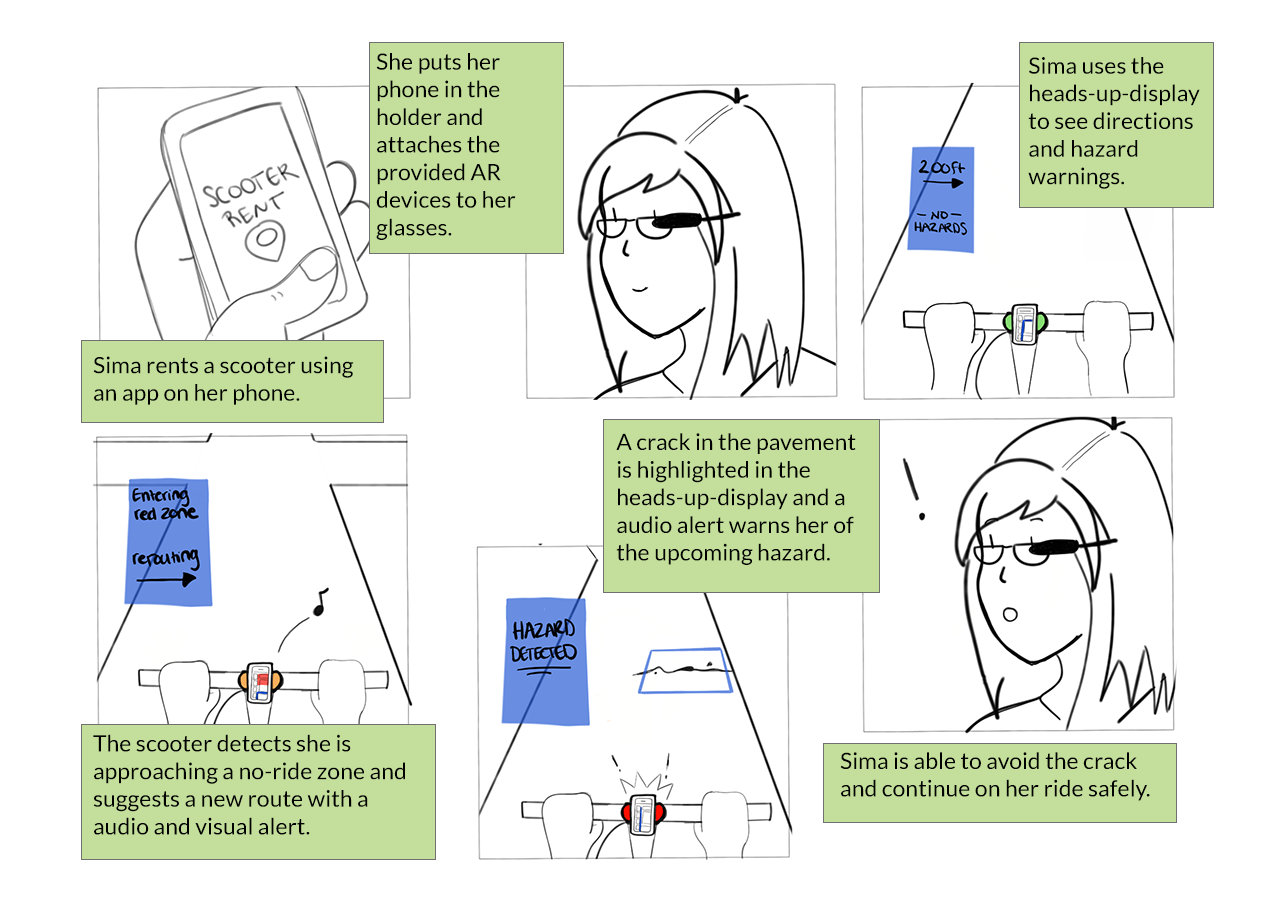 SCOOTER
RENT
Sima rents a scooter using
an app on her phone.
She puts her
phone in the
holder and
attaches the
provided AR
devices to her
glasses.
Sima uses the
heads-up-display
to see directions
and hazard
warnings.
200ft
– NO –
HAZARDS
Entering
red zone
rerouting
The scooter detects she is
approaching a no-ride zone and
suggests a new route with a
audio and visual alert.
A crack in the pavement
is highlighted in the
heads-up-display and a
audio alert warns her of
the upcoming hazard.
HAZARD
DETECTED
!
Sima is able to avoid the crack
and continue on her ride safely.